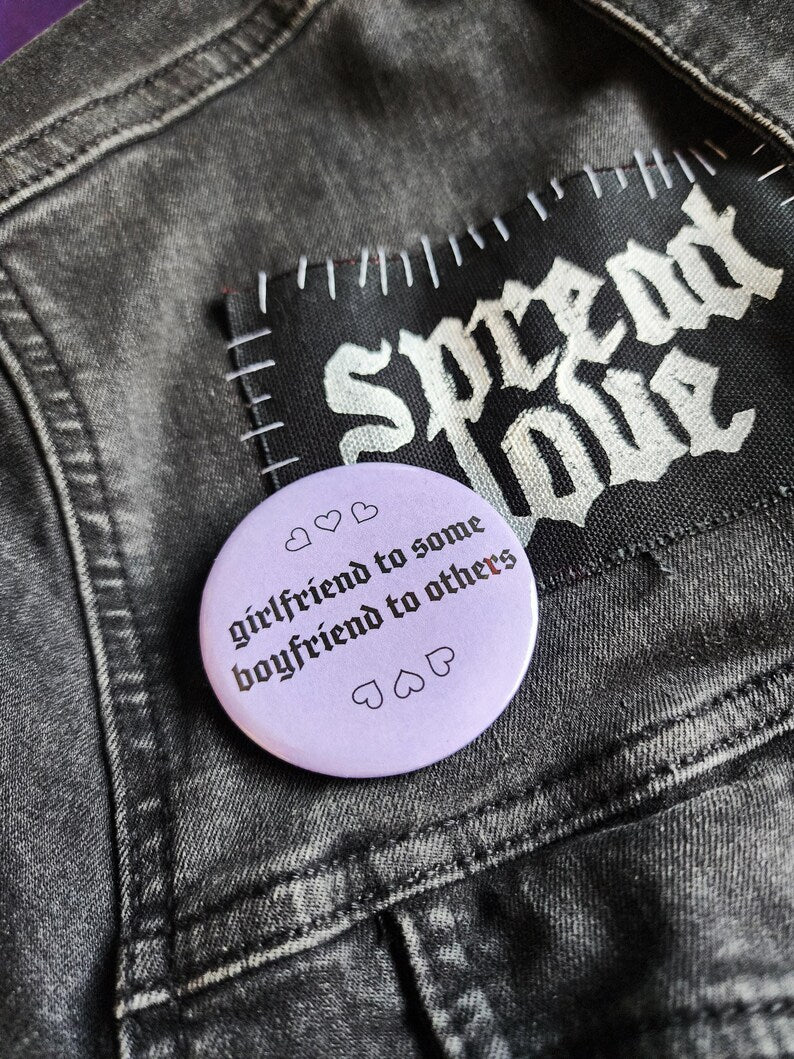 spread
love
girlfriend to some
boyfriend to others